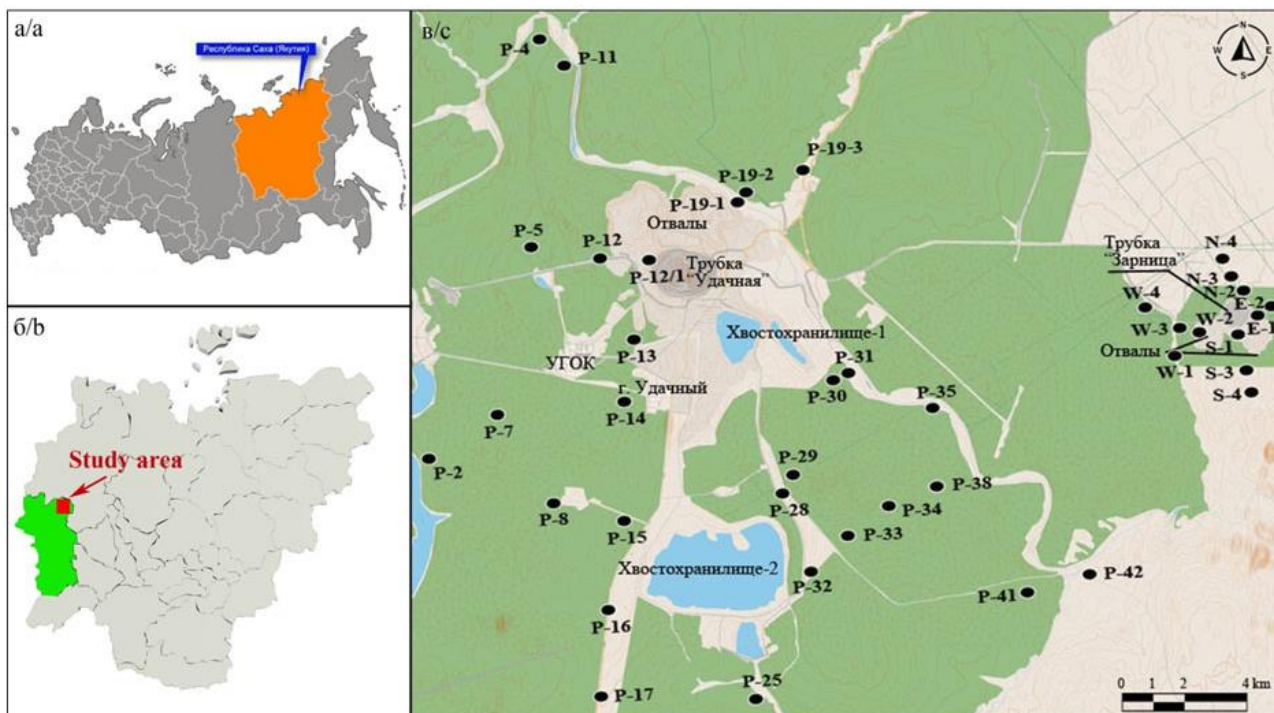 а/a
Республика Саха (Якутия)
б/b
Study area
в/c
N
W
E
S
P-4
P-11
P-19-3
P-19-2
P-19-1
Отвалы
P-5
P-12
P-12/1
Трубка
"Удачная"
Трубка
"Зарница"
N-4
N-3
N-2
E-2
W-4
W-2
E-1
W-3
Отвалы
S-1
W-1
S-3
S-4
Хвостохранилище-1
P-13
УГОК
P-31
P-30
г. Удачный
P-14
P-35
P-7
P-2
P-29
P-28
P-38
P-8
P-34
P-15
P-33
Хвостохранилище-2
P-32
P-42
P-41
P-16
P-25
P-17
0 1 2 4 km